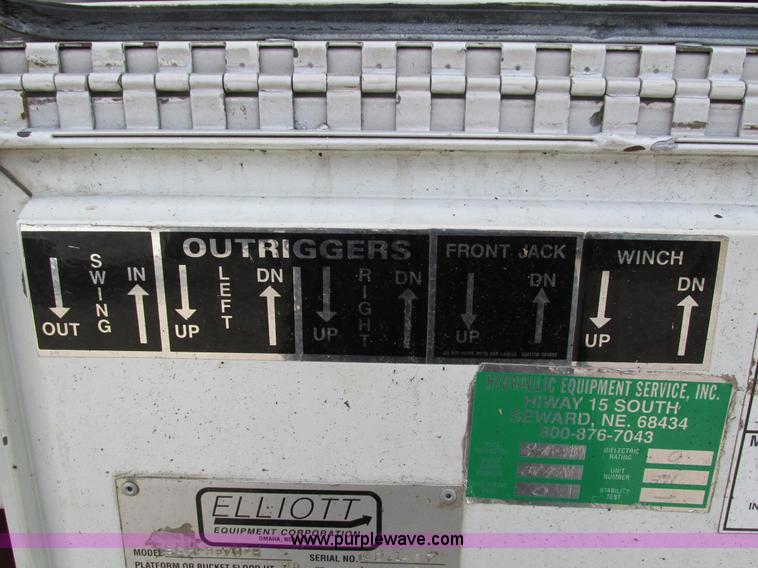 SWING
OUT
IN
OUTRIGGERS
LEFT
UP
DN
RIGHT
UP
DN
FRONT JACK
UP
DN
WINCH
UP
DN
HYDRAULIC EQUIPMENT SERVICE, INC.
HIWAY 15 SOUTH
SEWARD, NE. 68434
800-876-7043
DIELECTRIC
RATING
UNIT
NUMBER
STABILITY
TEST
ELLIOTT
EQUIPMENT CORPORATION
OMAHA,
MODEL
SERIAL NO.
PLATFORM OR BUCKET FLOOR HT
M
IN
www.purplewave.com